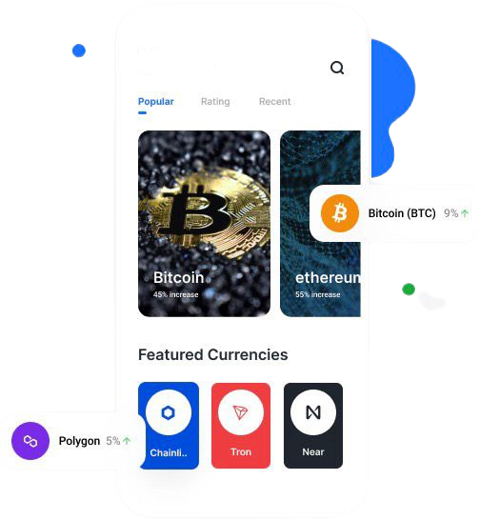 Popular Rating Recent
Bitcoin
45% increase
ethereum
55% increase
Bitcoin (BTC) 9%
Featured Currencies
Polygon 5%
Chainli..
Tron
Near